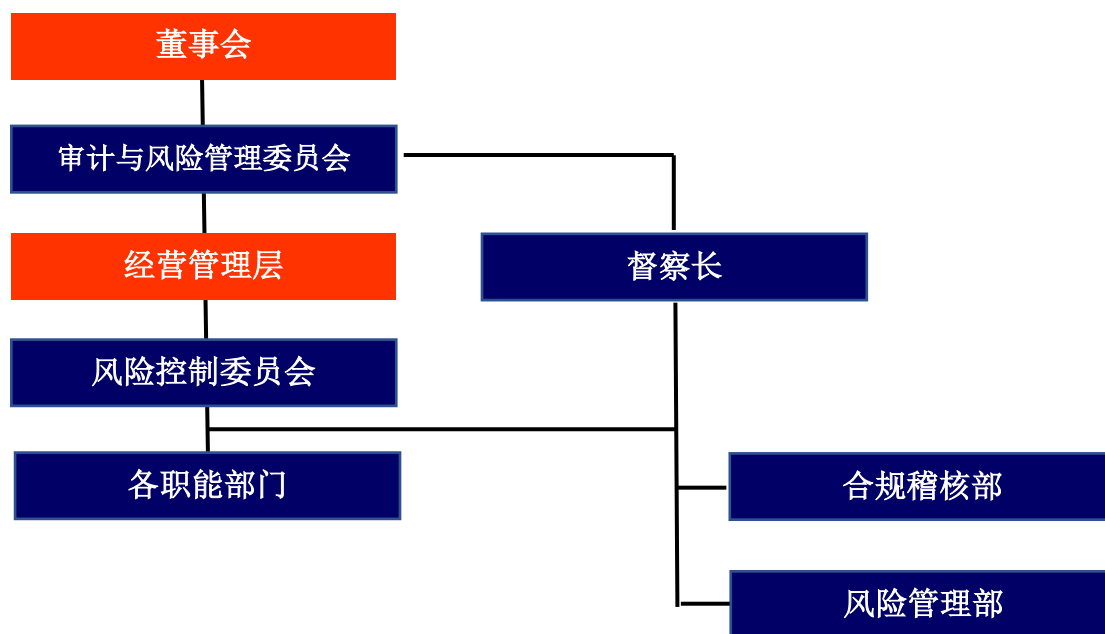 董事会
审计与风险管理委员会
经营管理层
督察长
风险控制委员会
各职能部门
合规稽核部
风险管理部